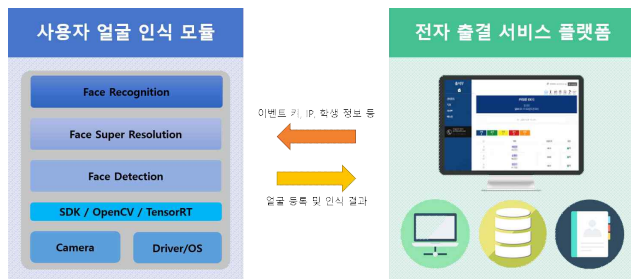 사용자 얼굴 인식 모듈
Face Recognition
Face Super Resolution
Face Detection
SDK / OpenCV / TensorRT
Camera
Driver/OS
이벤트 키, IP, 학생 정보 등
얼굴 등록 및 인식 결과
전자 출결 서비스 플랫폼